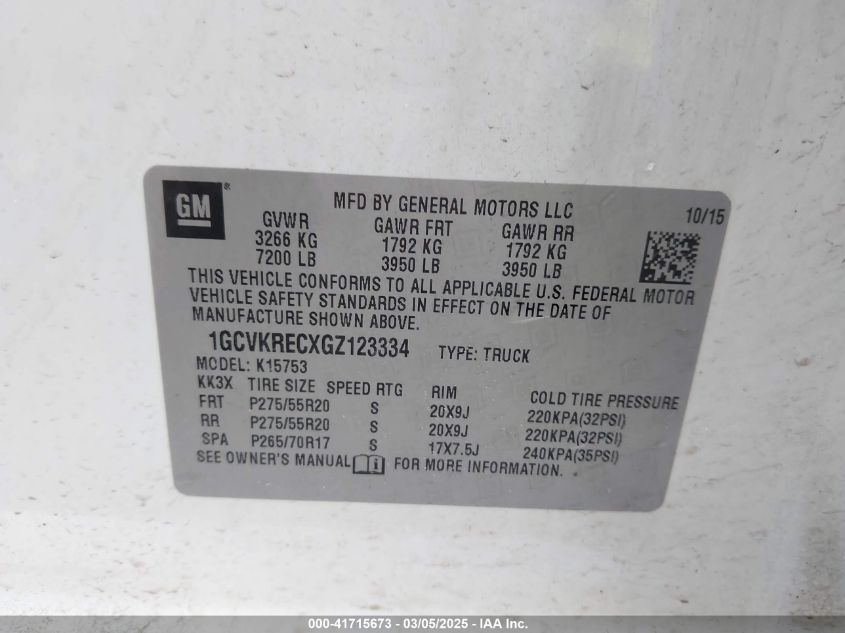 GM®
MFD BY GENERAL MOTORS LLC 10/15
GVWR GAWR FRT GAWR RR
3266 KG 1792 KG 1792 KG
7200 LB 3950 LB 3950 LB
THIS VEHICLE CONFORMS TO ALL APPLICABLE U.S. FEDERAL MOTOR
VEHICLE SAFETY STANDARDS IN EFFECT ON THE DATE OF
MANUFACTURE SHOWN ABOVE.
1GCVKRECXGZ123334 TYPE: TRUCK
MODEL: K15753
KK3X TIRE SIZE SPEED RTG RIM COLD TIRE PRESSURE
FRT P275/55R20 S 20X9J 220KPA(32PSI)
RR P275/55R20 S 20X9J 220KPA(32PSI)
SPA P265/70R17 S 17X7.5J 240KPA(35PSI)
SEE OWNER'S MANUAL FOR MORE INFORMATION.
000-41715673 - 03/05/2025 - IAA Inc.